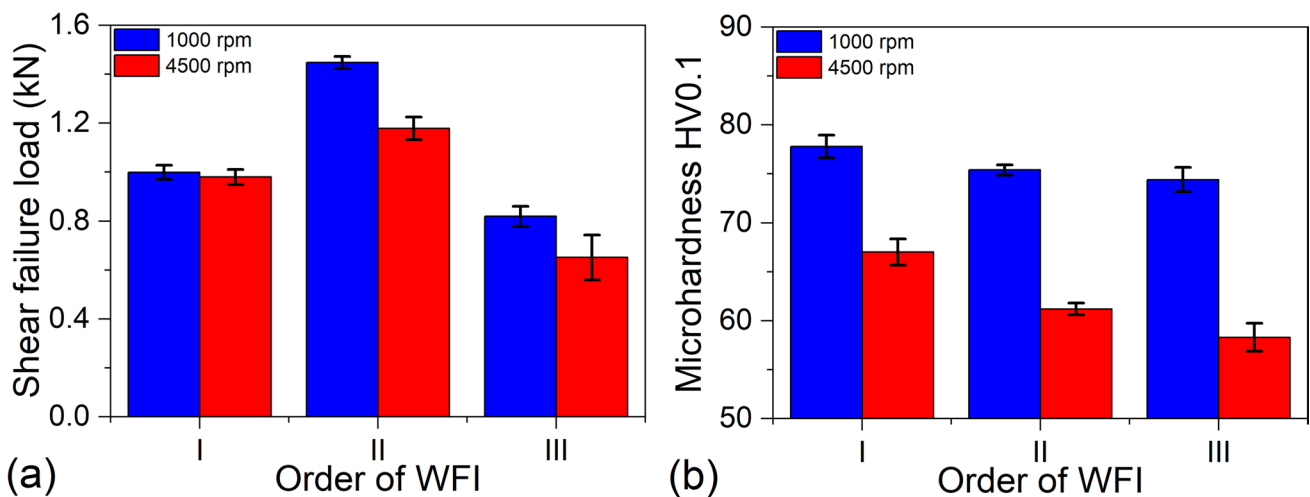 Shear failure load (kN)
1.6
1.2
0.8
0.4
0.0
1000 rpm
4500 rpm
I II III
Order of WFI
(a)
Microhardness HV0.1
90
80
70
60
50
1000 rpm
4500 rpm
I II III
Order of WFI
(b)